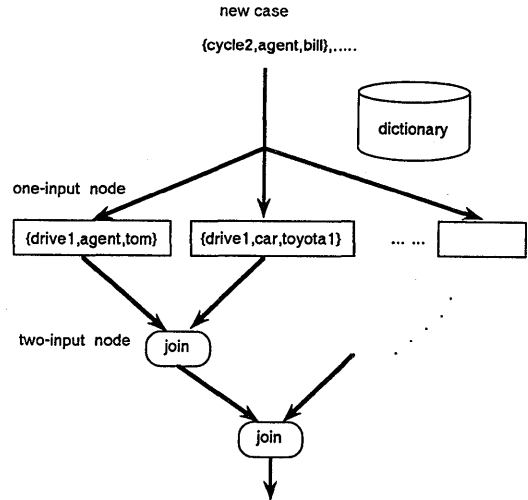 new case
{cycle2,agent,bill},.....
dictionary
one-input node
{drive1,agent,tom}
{drive1,car,toyota1}
... ...
two-input node
join
join